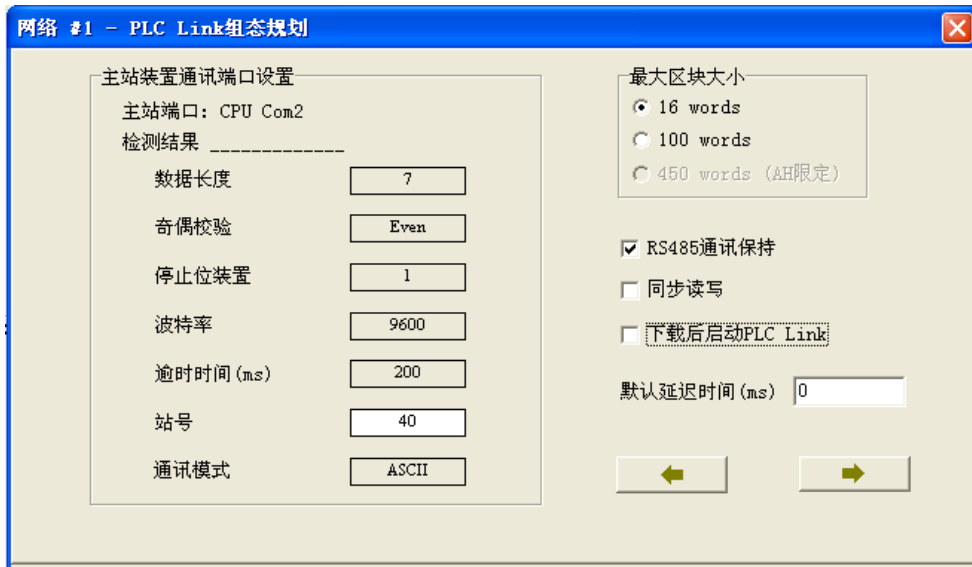 网络 #1 - PLC Link组态规划
主站装置通讯端口设置
主站端口: CPU Com2
检测结果 _____________
数据长度 7
奇偶校验 Even
停止位装置 1
波特率 9600
逾时时间(ms) 200
站号 40
通讯模式 ASCII
最大区块大小
16 words
100 words
450 words (AH限定)
RS485通讯保持
同步读写
下载后启动PLC Link
默认延迟时间(ms) 0